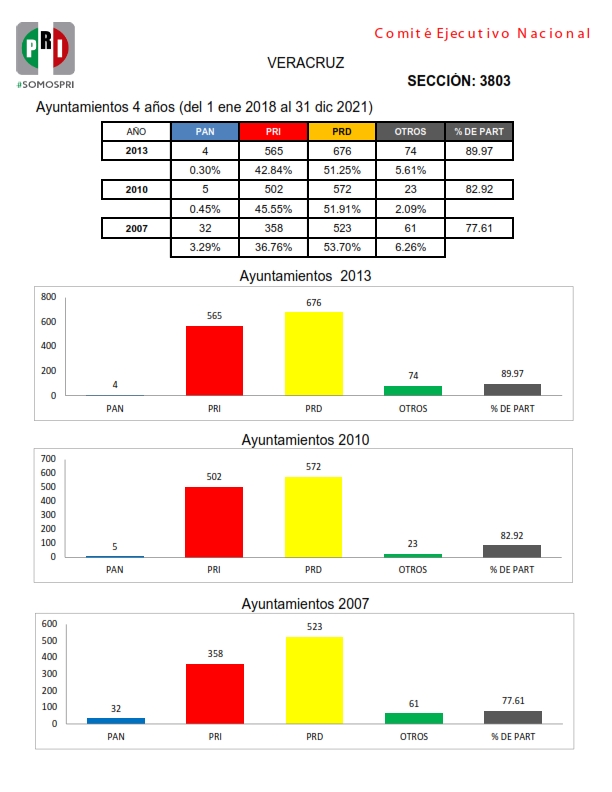 PRI
#SOMOSPRI
Comité Ejecutivo Nacional
VERACRUZ
SECCIÓN: 3803
Ayuntamientos 4 años (del 1 ene 2018 al 31 dic 2021)
AÑO PAN PRI PRD OTROS % DE PART
2013 4 565 676 74 89.97
0.30% 42.84% 51.25% 5.61%
2010 5 502 572 23 82.92
0.45% 45.55% 51.91% 2.09%
2007 32 358 523 61 77.61
3.29% 36.76% 53.70% 6.26%
Ayuntamientos 2013
800
600
400
200
0
4 565 676 74 89.97
PAN PRI PRD OTROS % DE PART
Ayuntamientos 2010
700
600
500
400
300
200
100
0
5 502 572 23 82.92
PAN PRI PRD OTROS % DE PART
Ayuntamientos 2007
600
500
400
300
200
100
0
32 358 523 61 77.61
PAN PRI PRD OTROS % DE PART